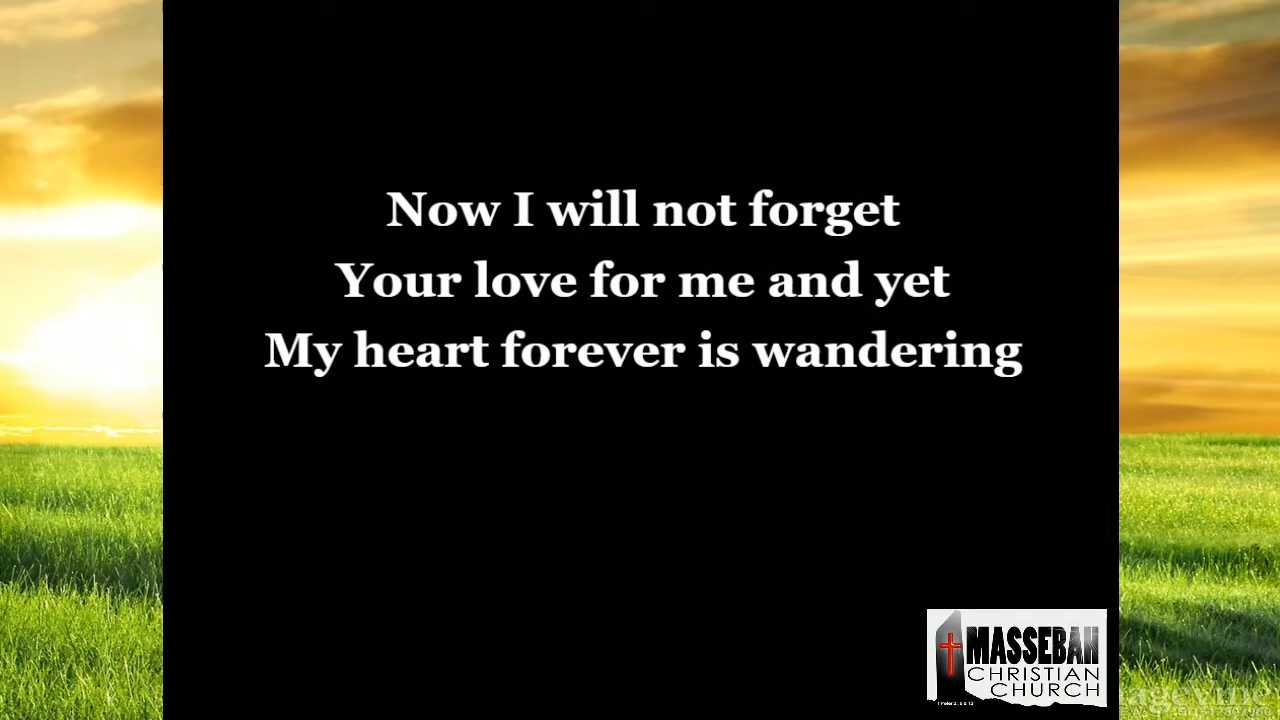 Now I will not forget
Your love for me and yet
My heart forever is wandering
MASSEBAH
CHRISTIAN
CHURCH